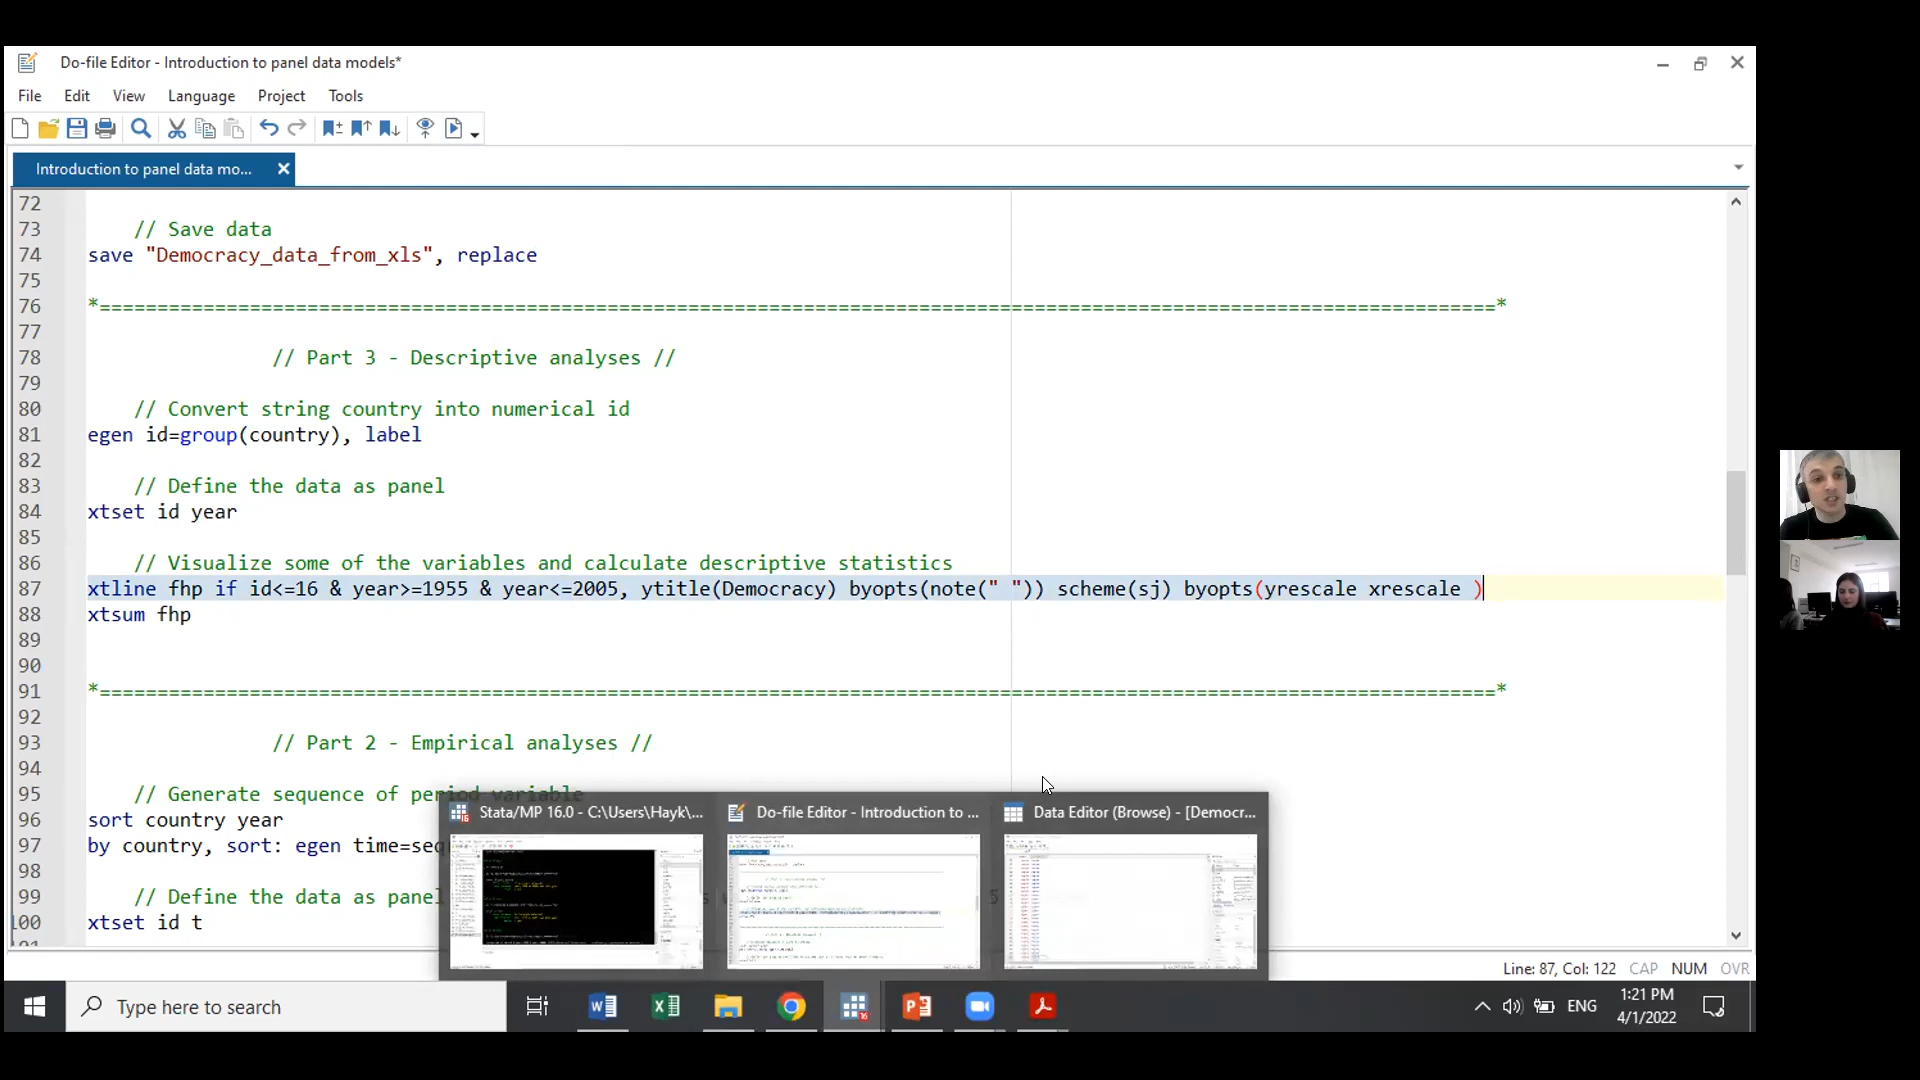 Do-file Editor - Introduction to panel data models*
File Edit View Language Project Tools
Introduction to panel data mo...
72
73 // Save data
74 save "Democracy_data_from_xls", replace
75
76 *=========================================================================================================================*
77
78 // Part 3 - Descriptive analyses //
79
80 // Convert string country into numerical id
81 egen id=group(country), label
82
83 // Define the data as panel
84 xtset id year
85
86 // Visualize some of the variables and calculate descriptive statistics
87 xtline fhp if id<=16 & year>=1955 & year<=2005, ytitle(Democracy) byopts(note(" ")) scheme(sj) byopts(yrescale xrescale )
88 xtsum fhp
89
90
91 *=========================================================================================================================*
92
93 // Part 2 - Empirical analyses //
94
95 // Generate sequence of period variable
96 sort country year
97 by country, sort: egen time=seq
98
99 // Define the data as panel
100 xtset id t
Stata/MP 16.0 - C:\Users\Hayk\...
Do-file Editor - Introduction to ...
Data Editor (Browse) - [Democr...
Line: 87, Col: 122 CAP NUM OVR
Type here to search
ENG
1:21 PM
4/1/2022